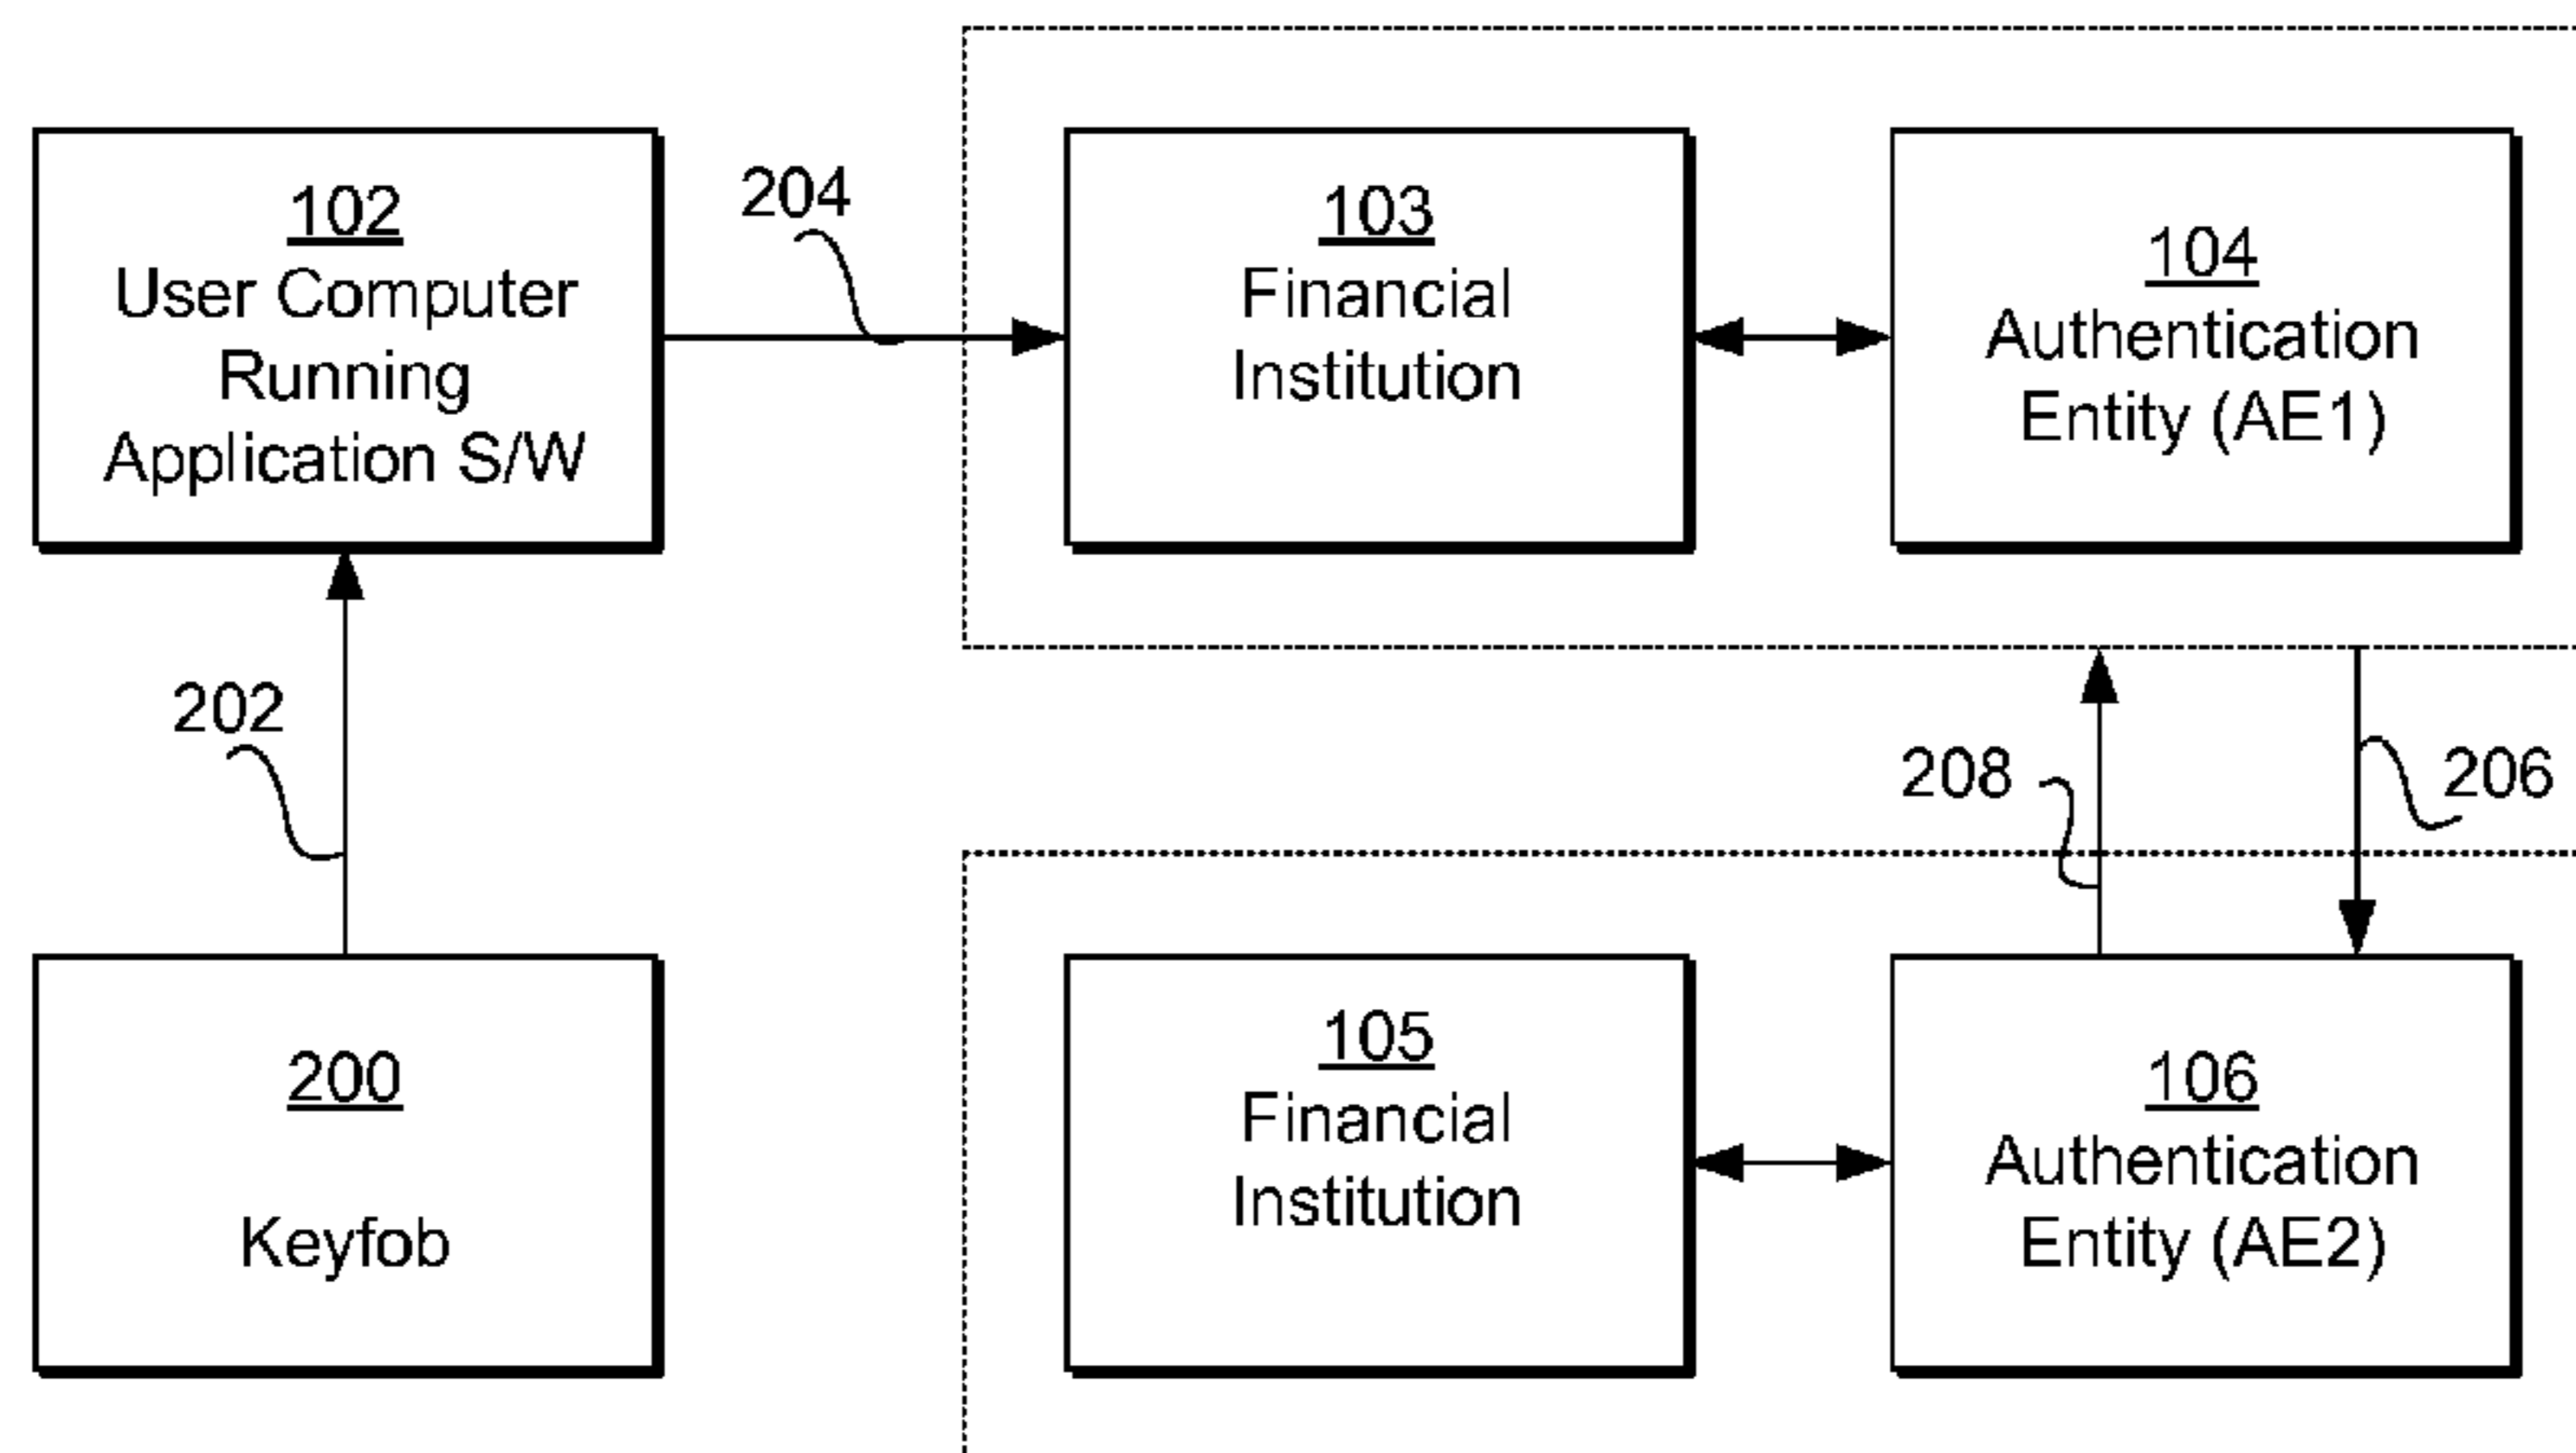 102
User Computer
Running
Application S/W
204
103
Financial
Institution
104
Authentication
Entity (AE1)
202
208
206
200
Keyfob
105
Financial
Institution
106
Authentication
Entity (AE2)